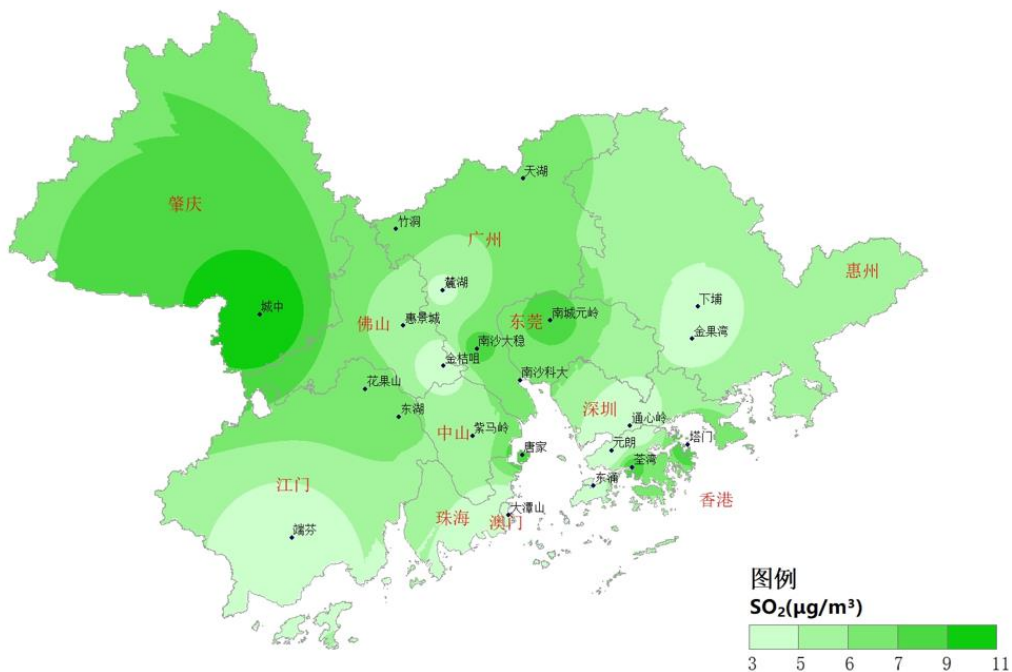 天湖
肇庆
竹洞
广州
惠州
麓湖
下埔
城中
惠景城
佛山
东莞
南城元岭
南沙大稳
金果湾
金桔咀
花果山
南沙科大
东湖
深圳
通心岭
中山
紫马岭
塔门
唐家
元朗
荃湾
江门
东涌
香港
珠海
澳门
大潭山
端芬
图例
SO₂(μg/m³)
3 5 6 7 9 11